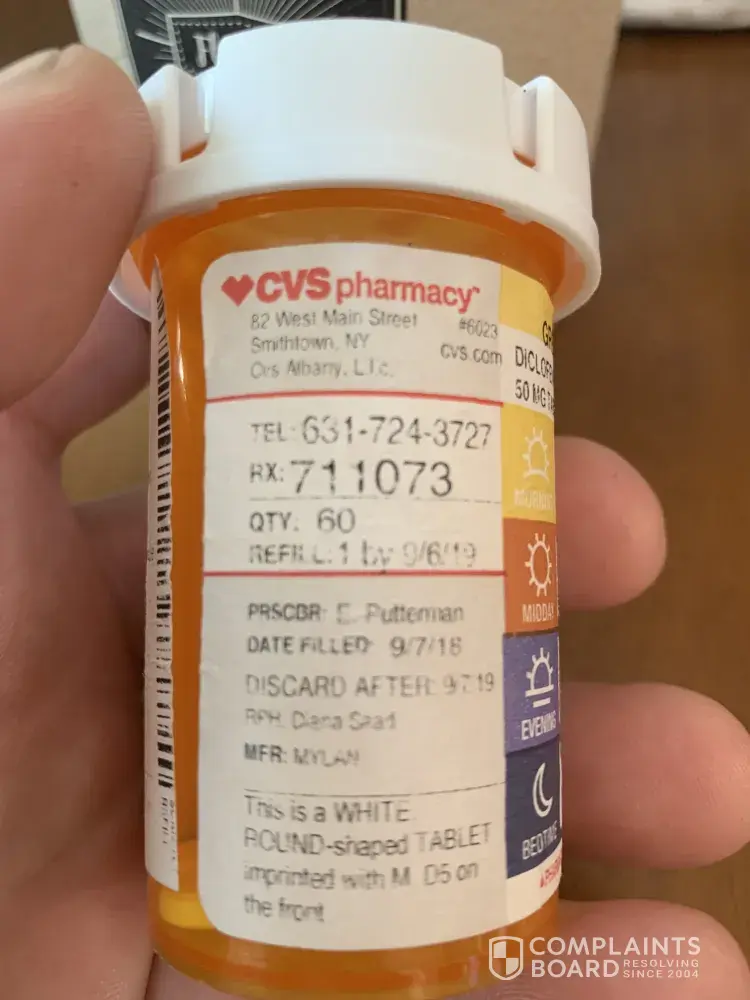 CVS pharmacy
82 West Main Street #6023
Smithtown, NY cvs.com
Cvs Albany, L.l.c.
TEL: 631-724-3727
RX: 711073
QTY: 60
REFILL: 1 by 9/6/19
PRSCBR: E. Putterman
DATE FILLED: 9/7/18
DISCARD AFTER: 9/7/19
RPH: Diana Saad
MFR: MYLAN
This is a WHITE
ROUND-shaped TABLET
imprinted with M D5 on
the front
DICLOFE
50 MG
MORNING
MIDDAY
EVENING
BEDTIME
COMPLAINTS
BOARD RESOLVING
SINCE 2004